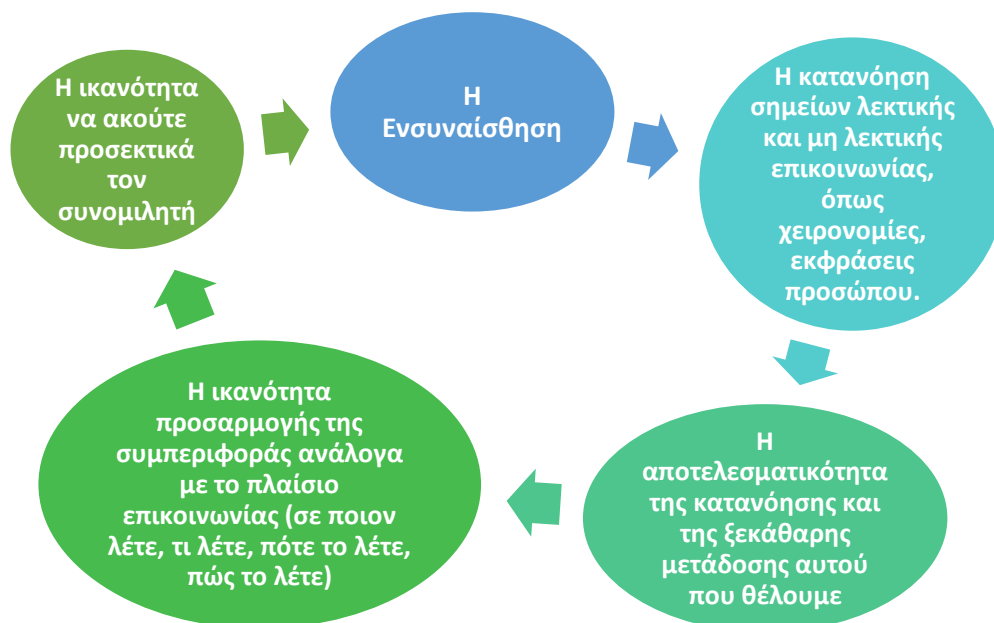 Η ικανότητα
να ακούτε
προσεκτικά
τον
συνομιλητή
Η
Ενσυναίσθηση
Η κατανόηση
σημείων λεκτικής
και μη λεκτικής
επικοινωνίας,
όπως
χειρονομίες,
εκφράσεις
προσώπου.
Η
αποτελεσματικότητα
της κατανόησης και
της ξεκάθαρης
μετάδοσης αυτού
που θέλουμε
Η ικανότητα
προσαρμογής της
συμπεριφοράς ανάλογα
με το πλαίσιο
επικοινωνίας (σε ποιον
λέτε, τι λέτε, πότε το λέτε,
πώς το λέτε)